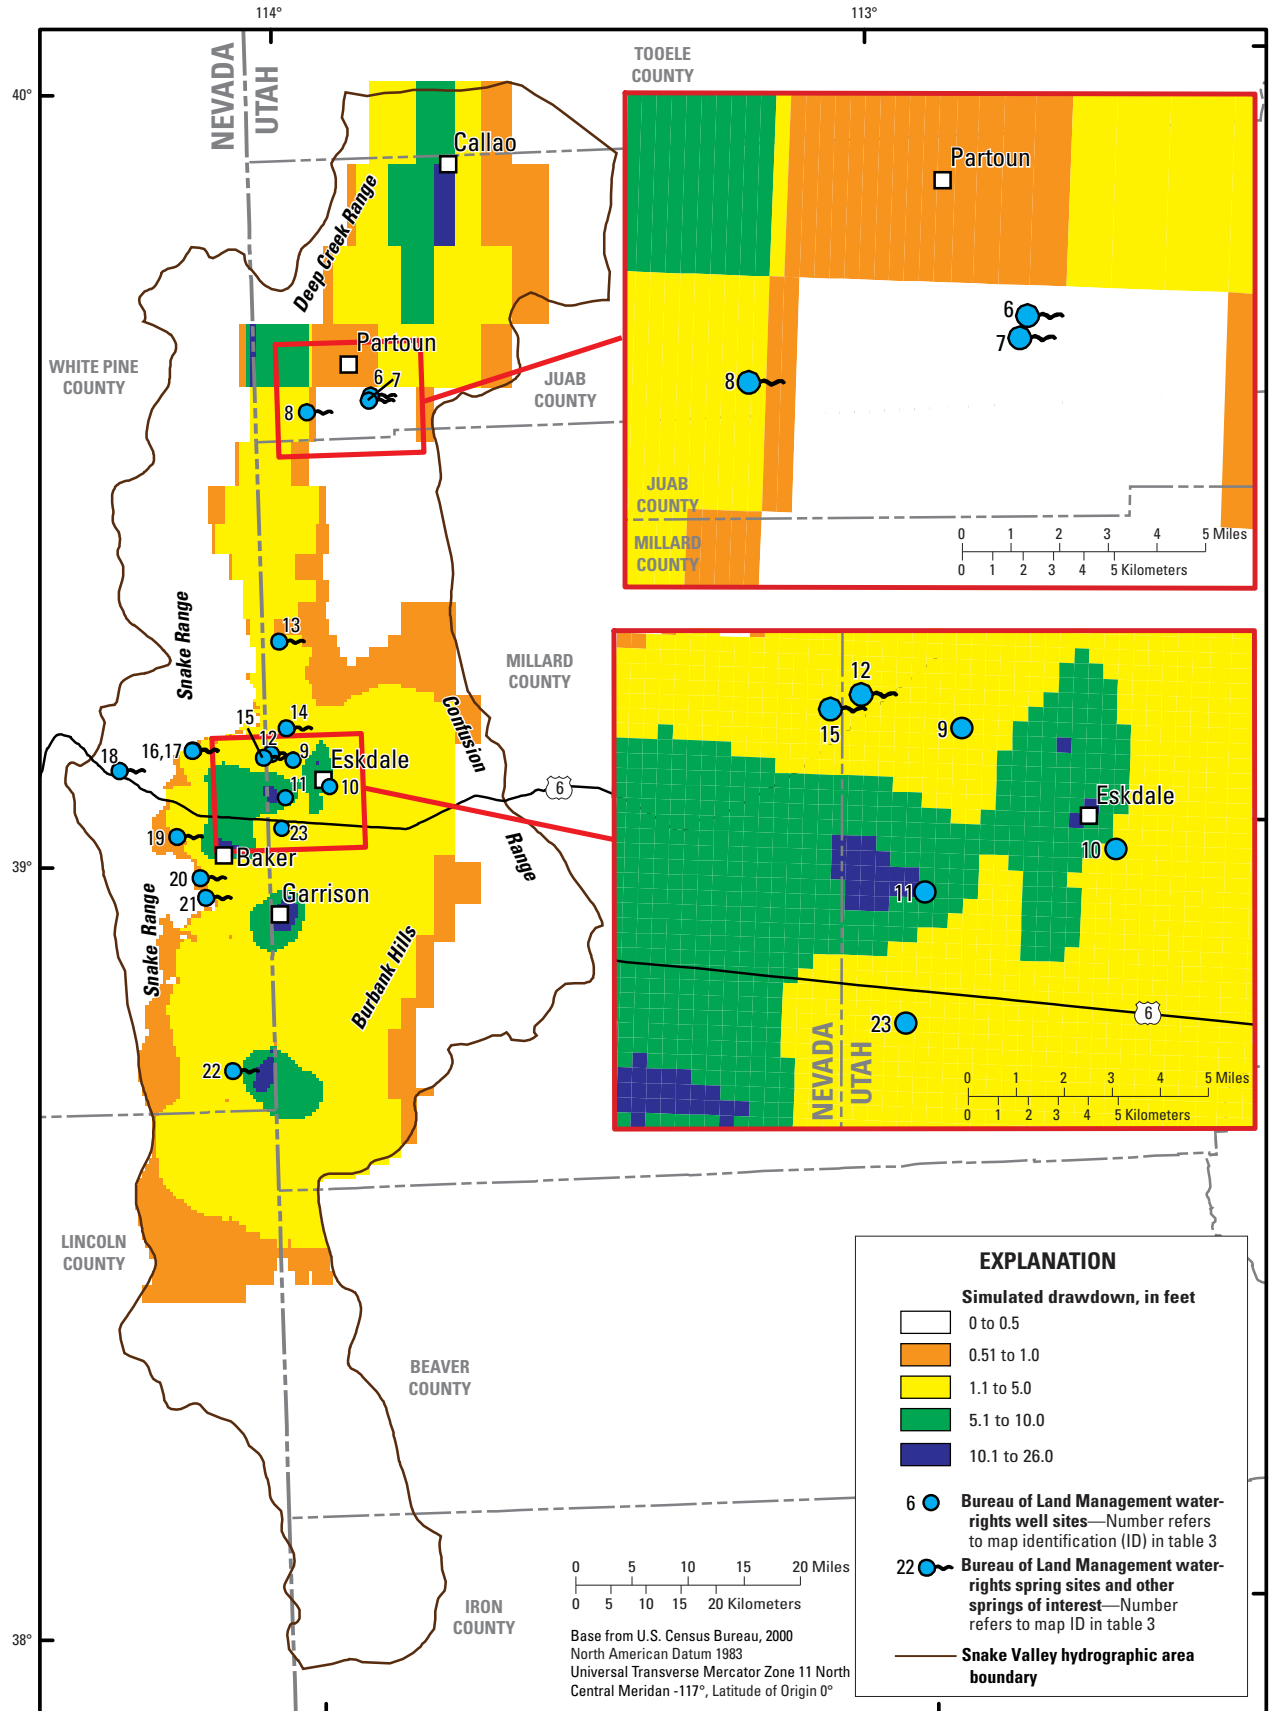 114°
113°
40°
39°
38°
NEVADA
UTAH
TOOELE
COUNTY
Callao
Deep Creek Range
WHITE PINE
COUNTY
Partoun
6
7
8
JUAB
COUNTY
Partoun
6
7
8
JUAB
COUNTY
MILLARD
COUNTY
0 1 2 3 4 5 Miles
0 1 2 3 4 5 Kilometers
13
Snake Range
MILLARD
COUNTY
Confusion
Range
15
14
12
16,17
18
9
Eskdale
11
10
6
19
23
Baker
20
21
Garrison
Snake Range
Burbank Hills
22
12
15
9
Eskdale
10
11
6
23
NEVADA
UTAH
0 1 2 3 4 5 Miles
0 1 2 3 4 5 Kilometers
LINCOLN
COUNTY
BEAVER
COUNTY
IRON
COUNTY
0 5 10 15 20 Miles
0 5 10 15 20 Kilometers
Base from U.S. Census Bureau, 2000
North American Datum 1983
Universal Transverse Mercator Zone 11 North
Central Meridian -117°, Latitude of Origin 0°
EXPLANATION
Simulated drawdown, in feet
0 to 0.5
0.51 to 1.0
1.1 to 5.0
5.1 to 10.0
10.1 to 26.0
6 Bureau of Land Management water-
rights well sites—Number refers
to map identification (ID) in table 3
22 Bureau of Land Management water-
rights spring sites and other
springs of interest—Number
refers to map ID in table 3
Snake Valley hydrographic area
boundary